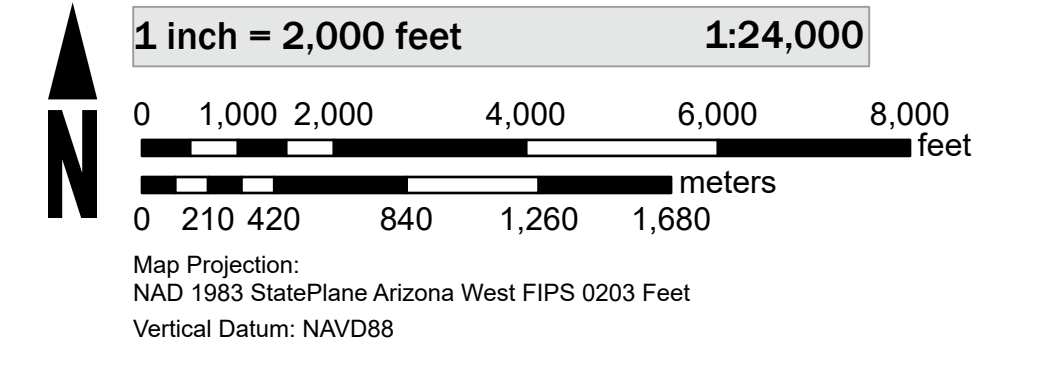 1 inch = 2,000 feet 1:24,000
0 1,000 2,000 4,000 6,000 8,000
feet
meters
0 210 420 840 1,260 1,680
N
Map Projection:
NAD 1983 StatePlane Arizona West FIPS 0203 Feet
Vertical Datum: NAVD88